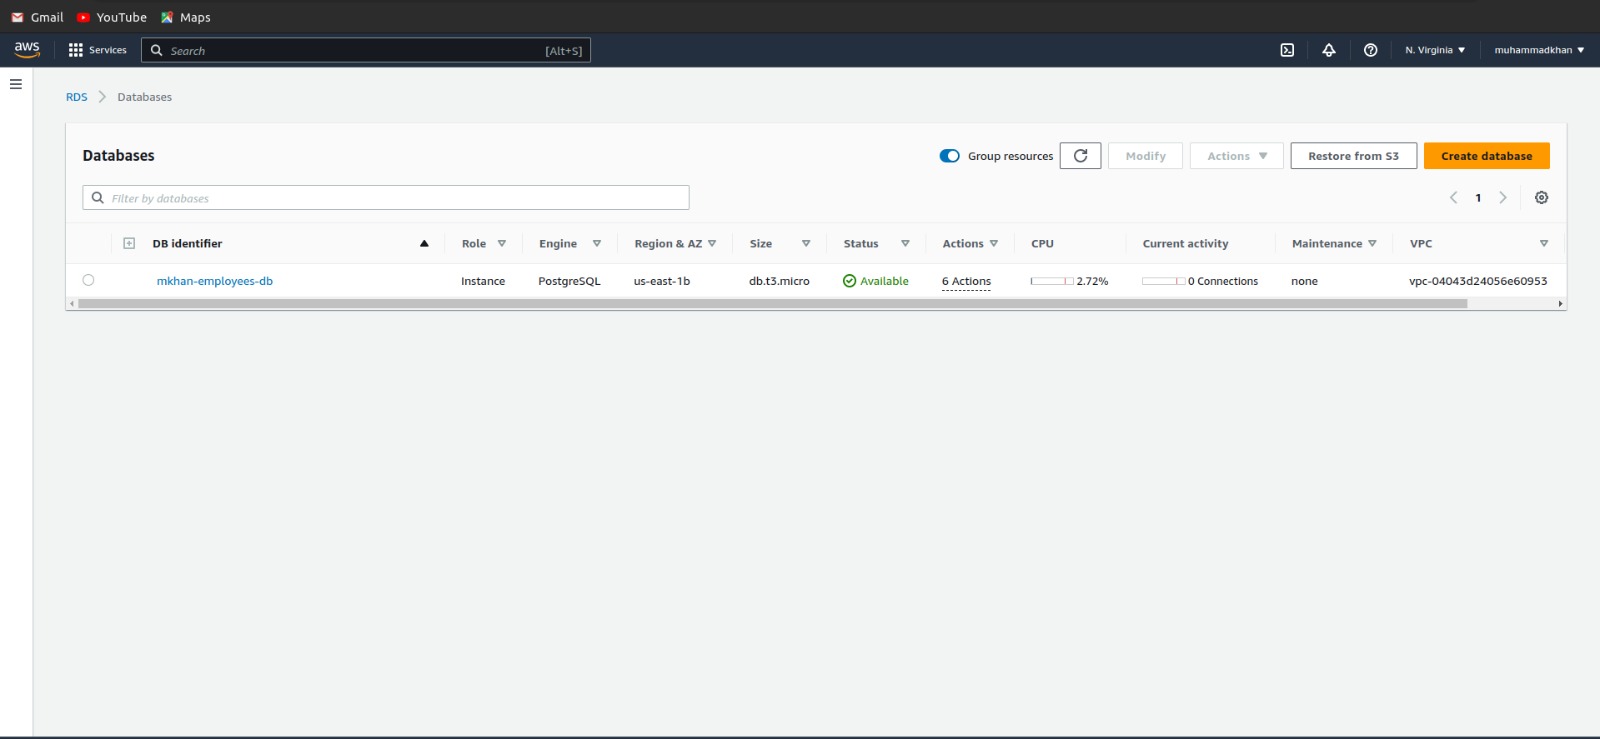 Gmail YouTube Maps
aws Services Search [Alt+S] N. Virginia muhammadkhan
RDS Databases
Databases Group resources Modify Actions Restore from S3 Create database
Filter by databases 1
DB identifier Role Engine Region & AZ Size Status Actions CPU Current activity Maintenance VPC
mkhan-employees-db Instance PostgreSQL us-east-1b db.t3.micro Available 6 Actions 2.72% 0 Connections none vpc-04043d24056e60953